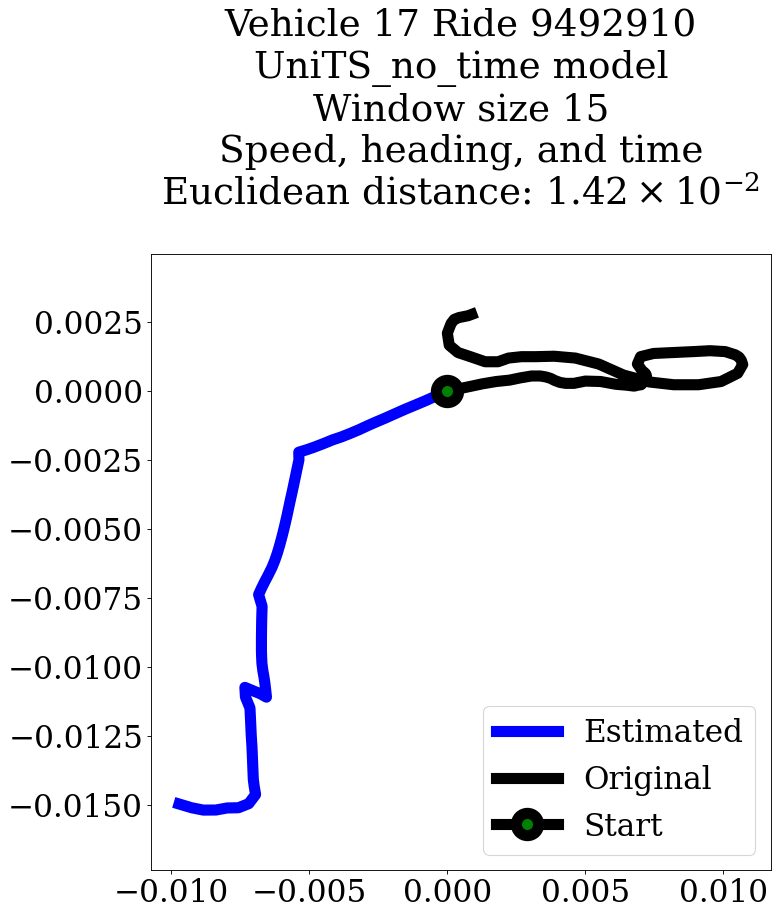 Vehicle 17 Ride 9492910
UniTS_no_time model
Window size 15
Speed, heading, and time
Euclidean distance: 1.42 × 10⁻²
0.0025
0.0000
−0.0025
−0.0050
−0.0075
−0.0100
−0.0125
−0.0150
Estimated
Original
Start
−0.010 −0.005 0.000 0.005 0.010